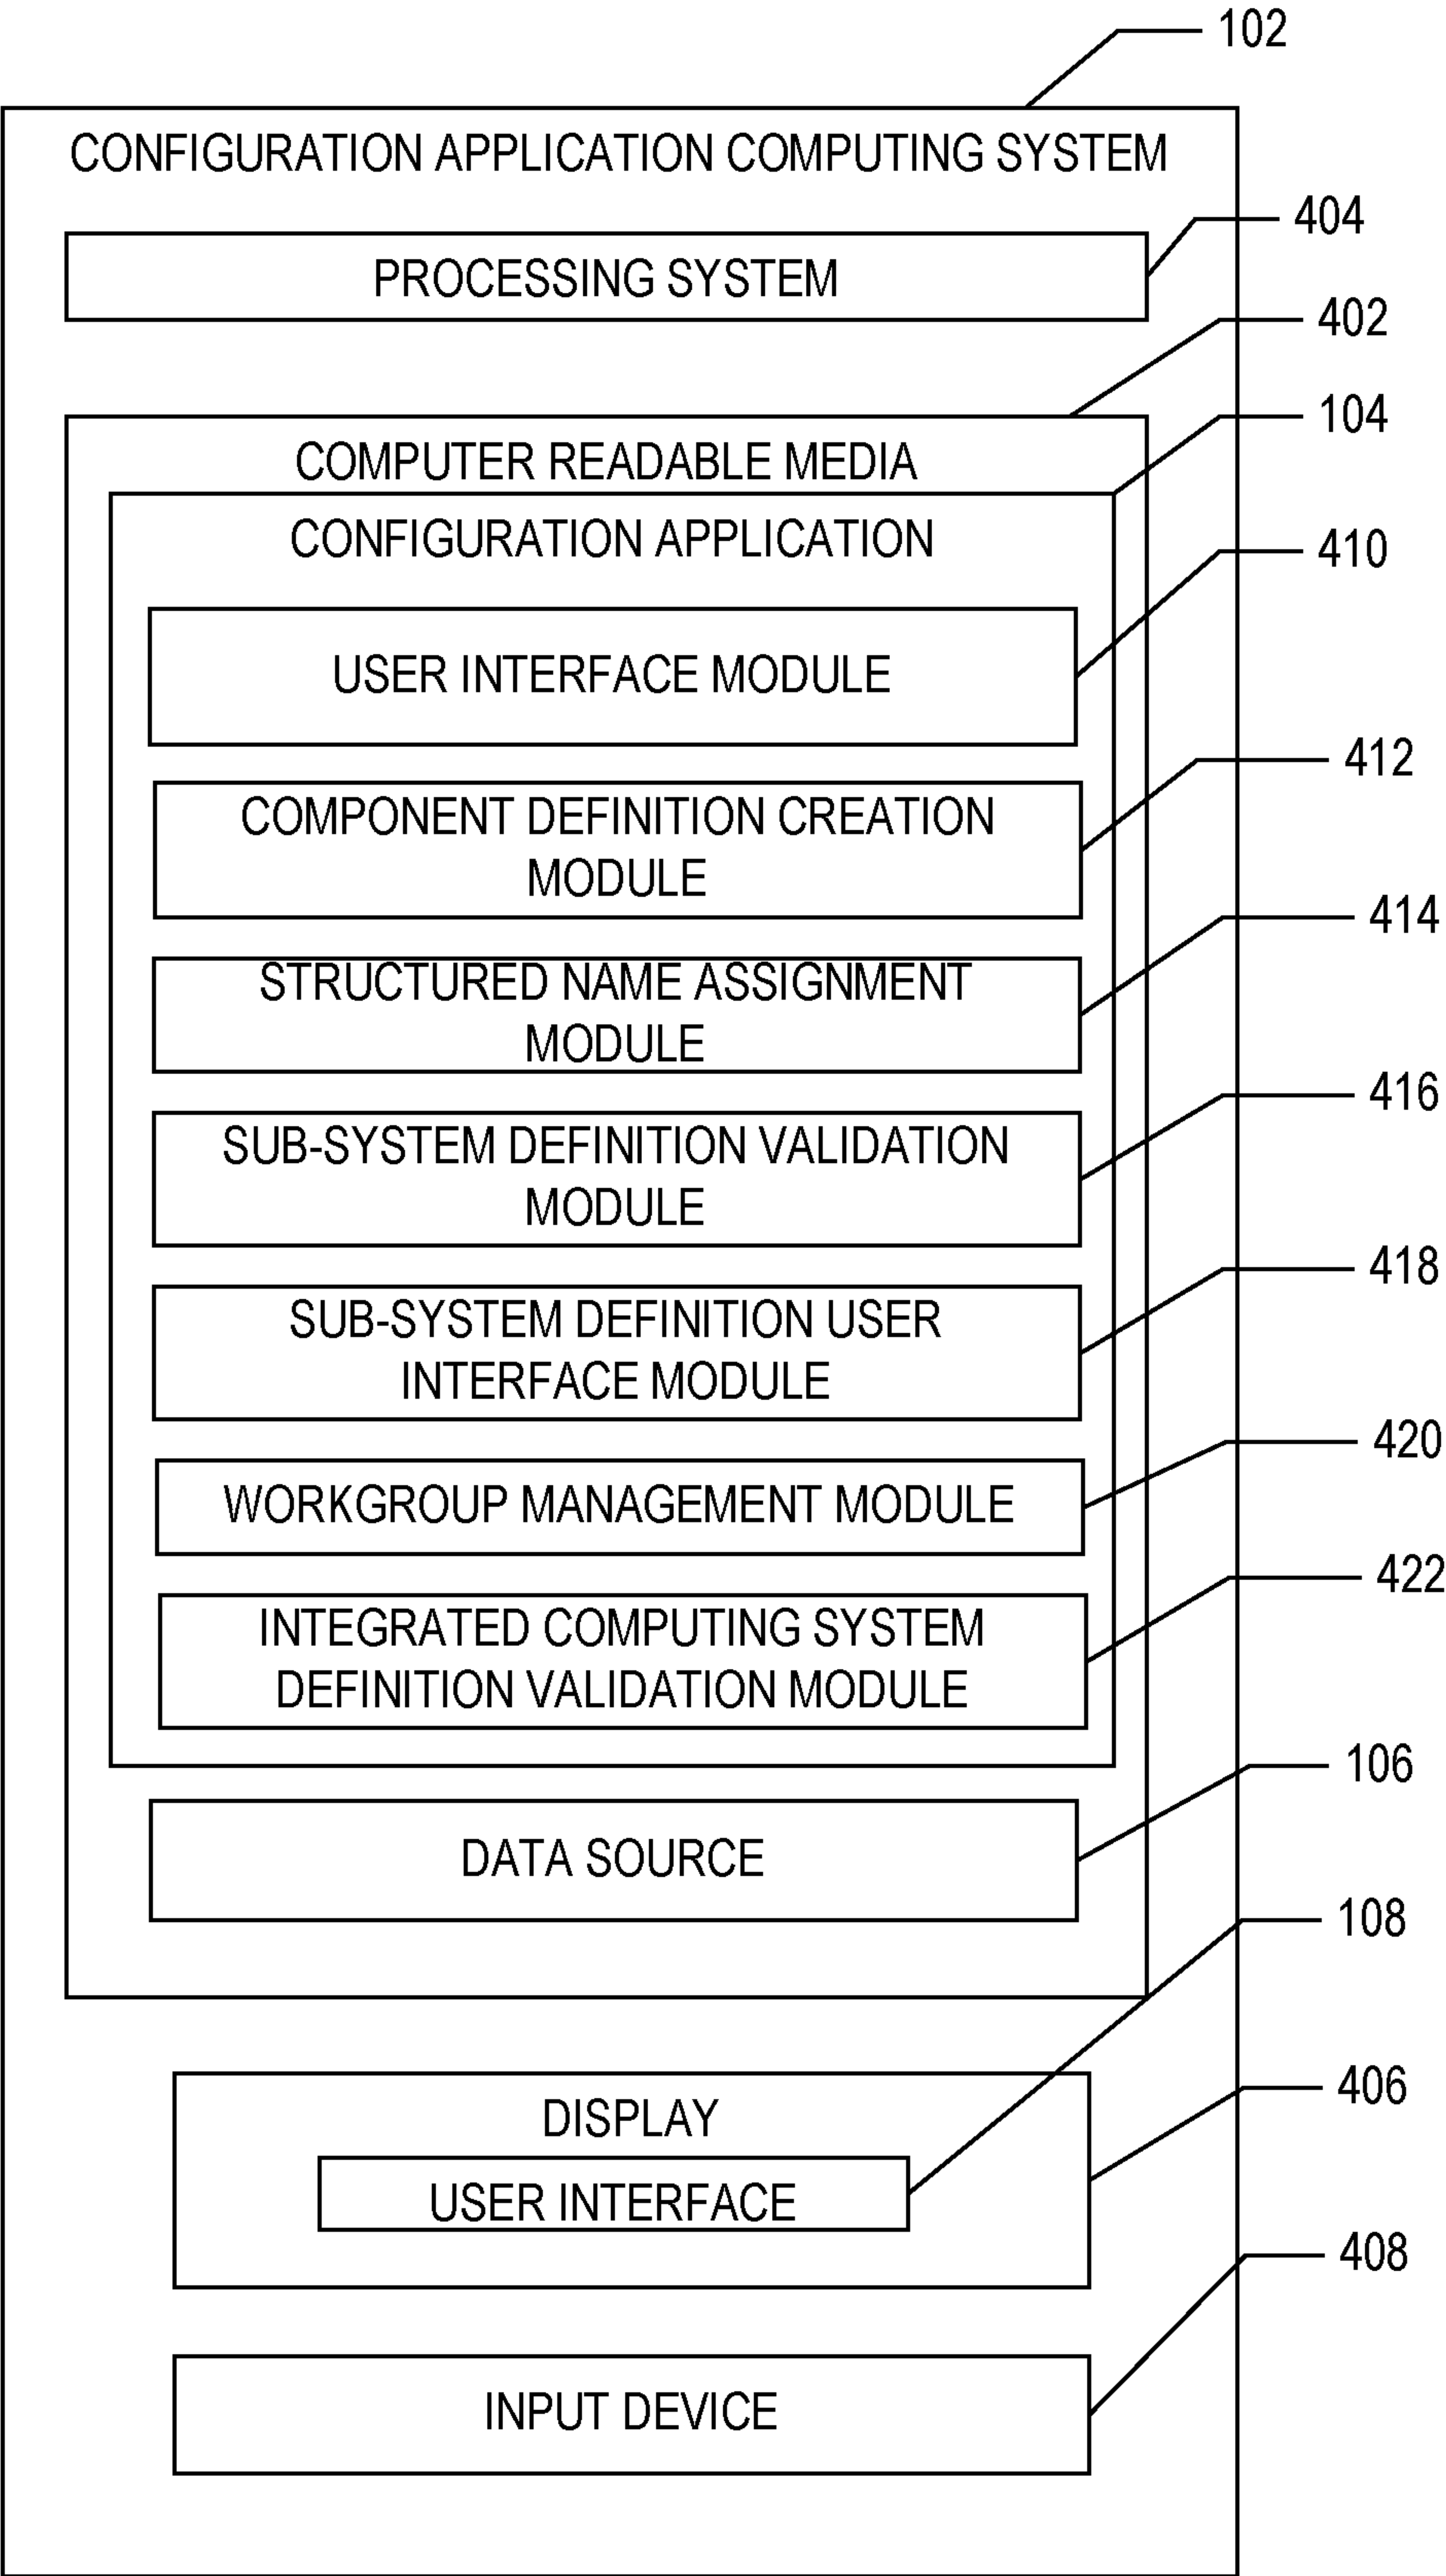 102
CONFIGURATION APPLICATION COMPUTING SYSTEM
404
PROCESSING SYSTEM
402
104
COMPUTER READABLE MEDIA
CONFIGURATION APPLICATION
410
USER INTERFACE MODULE
412
COMPONENT DEFINITION CREATION
MODULE
414
STRUCTURED NAME ASSIGNMENT
MODULE
416
SUB-SYSTEM DEFINITION VALIDATION
MODULE
418
SUB-SYSTEM DEFINITION USER
INTERFACE MODULE
420
WORKGROUP MANAGEMENT MODULE
422
INTEGRATED COMPUTING SYSTEM
DEFINITION VALIDATION MODULE
106
DATA SOURCE
108
406
DISPLAY
USER INTERFACE
408
INPUT DEVICE